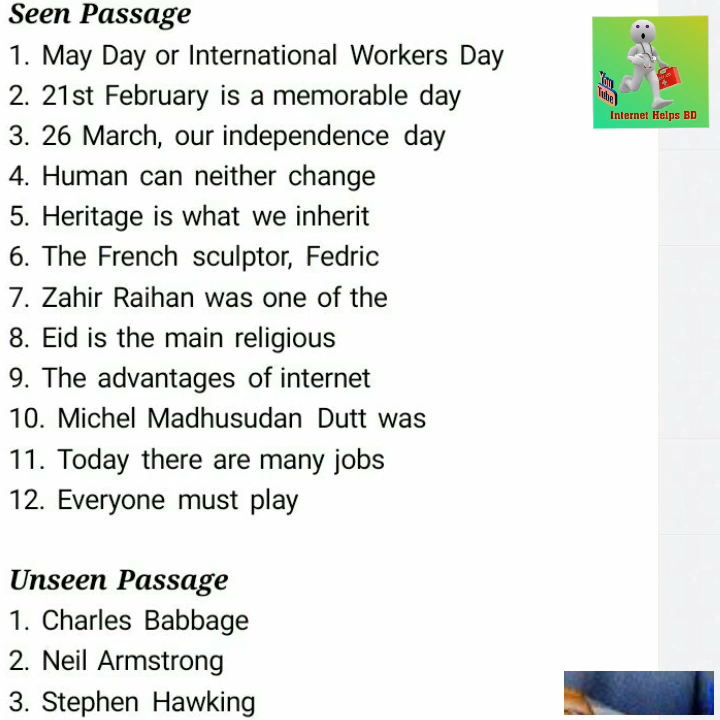 Seen Passage
1. May Day or International Workers Day
2. 21st February is a memorable day
3. 26 March, our independence day
4. Human can neither change
5. Heritage is what we inherit
6. The French sculptor, Fedric
7. Zahir Raihan was one of the
8. Eid is the main religious
9. The advantages of internet
10. Michel Madhusudan Dutt was
11. Today there are many jobs
12. Everyone must play
Unseen Passage
1. Charles Babbage
2. Neil Armstrong
3. Stephen Hawking
You
Tube
Internet Helps BD